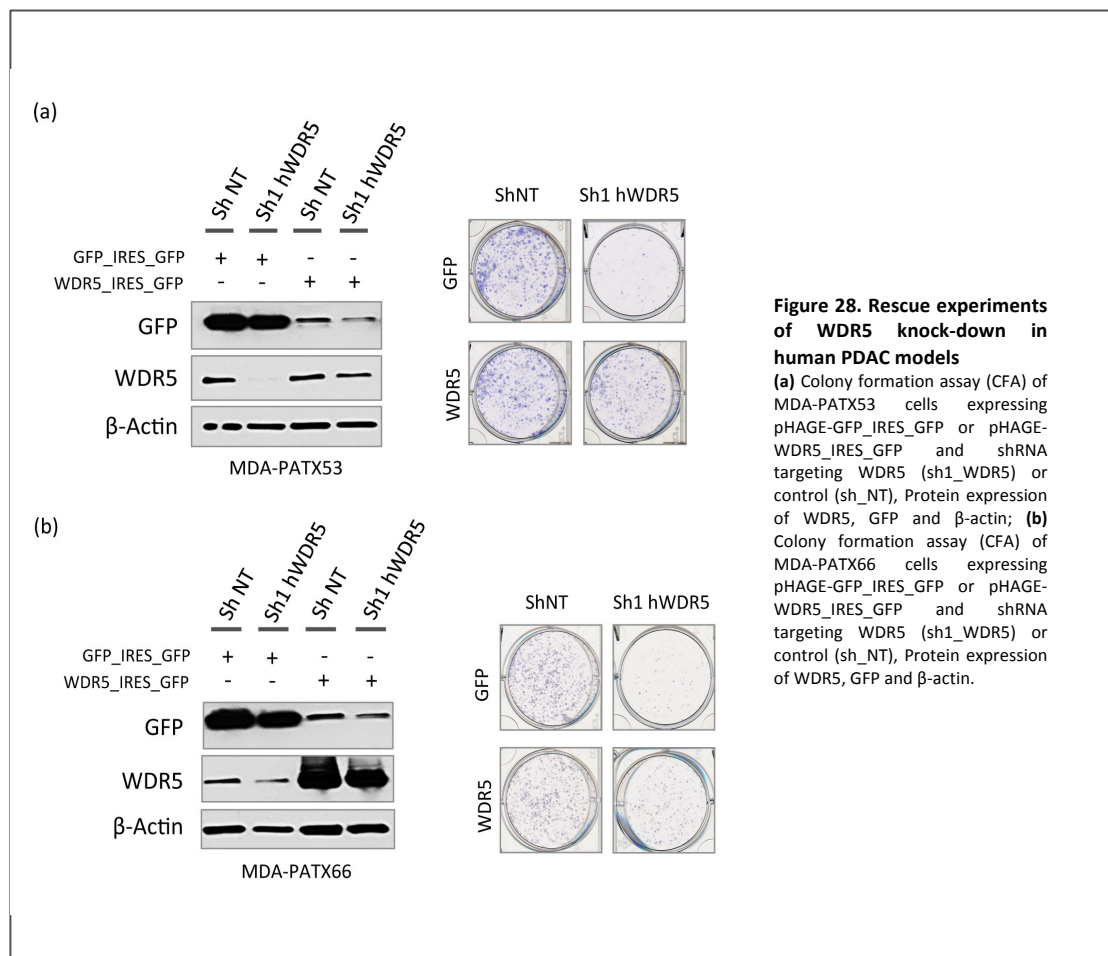 (a)
Sh NT
Sh1 hWDR5
Sh NT
Sh1 hWDR5
GFP_IRES_GFP + + - -
WDR5_IRES_GFP - - + +
GFP
WDR5
β-Actin
MDA-PATX53
ShNT Sh1 hWDR5
GFP
WDR5
(b)
Sh NT
Sh1 hWDR5
Sh NT
Sh1 hWDR5
GFP_IRES_GFP + + - -
WDR5_IRES_GFP - - + +
GFP
WDR5
β-Actin
MDA-PATX66
ShNT Sh1 hWDR5
GFP
WDR5
Figure 28. Rescue experiments
of WDR5 knock-down in
human PDAC models
(a) Colony formation assay (CFA) of
MDA-PATX53 cells expressing
pHAGE-GFP_IRES_GFP or pHAGE-
WDR5_IRES_GFP and shRNA
targeting WDR5 (sh1_WDR5) or
control (sh_NT), Protein expression
of WDR5, GFP and β-actin; (b)
Colony formation assay (CFA) of
MDA-PATX66 cells expressing
pHAGE-GFP_IRES_GFP or pHAGE-
WDR5_IRES_GFP and shRNA
targeting WDR5 (sh1_WDR5) or
control (sh_NT), Protein expression
of WDR5, GFP and β-actin.